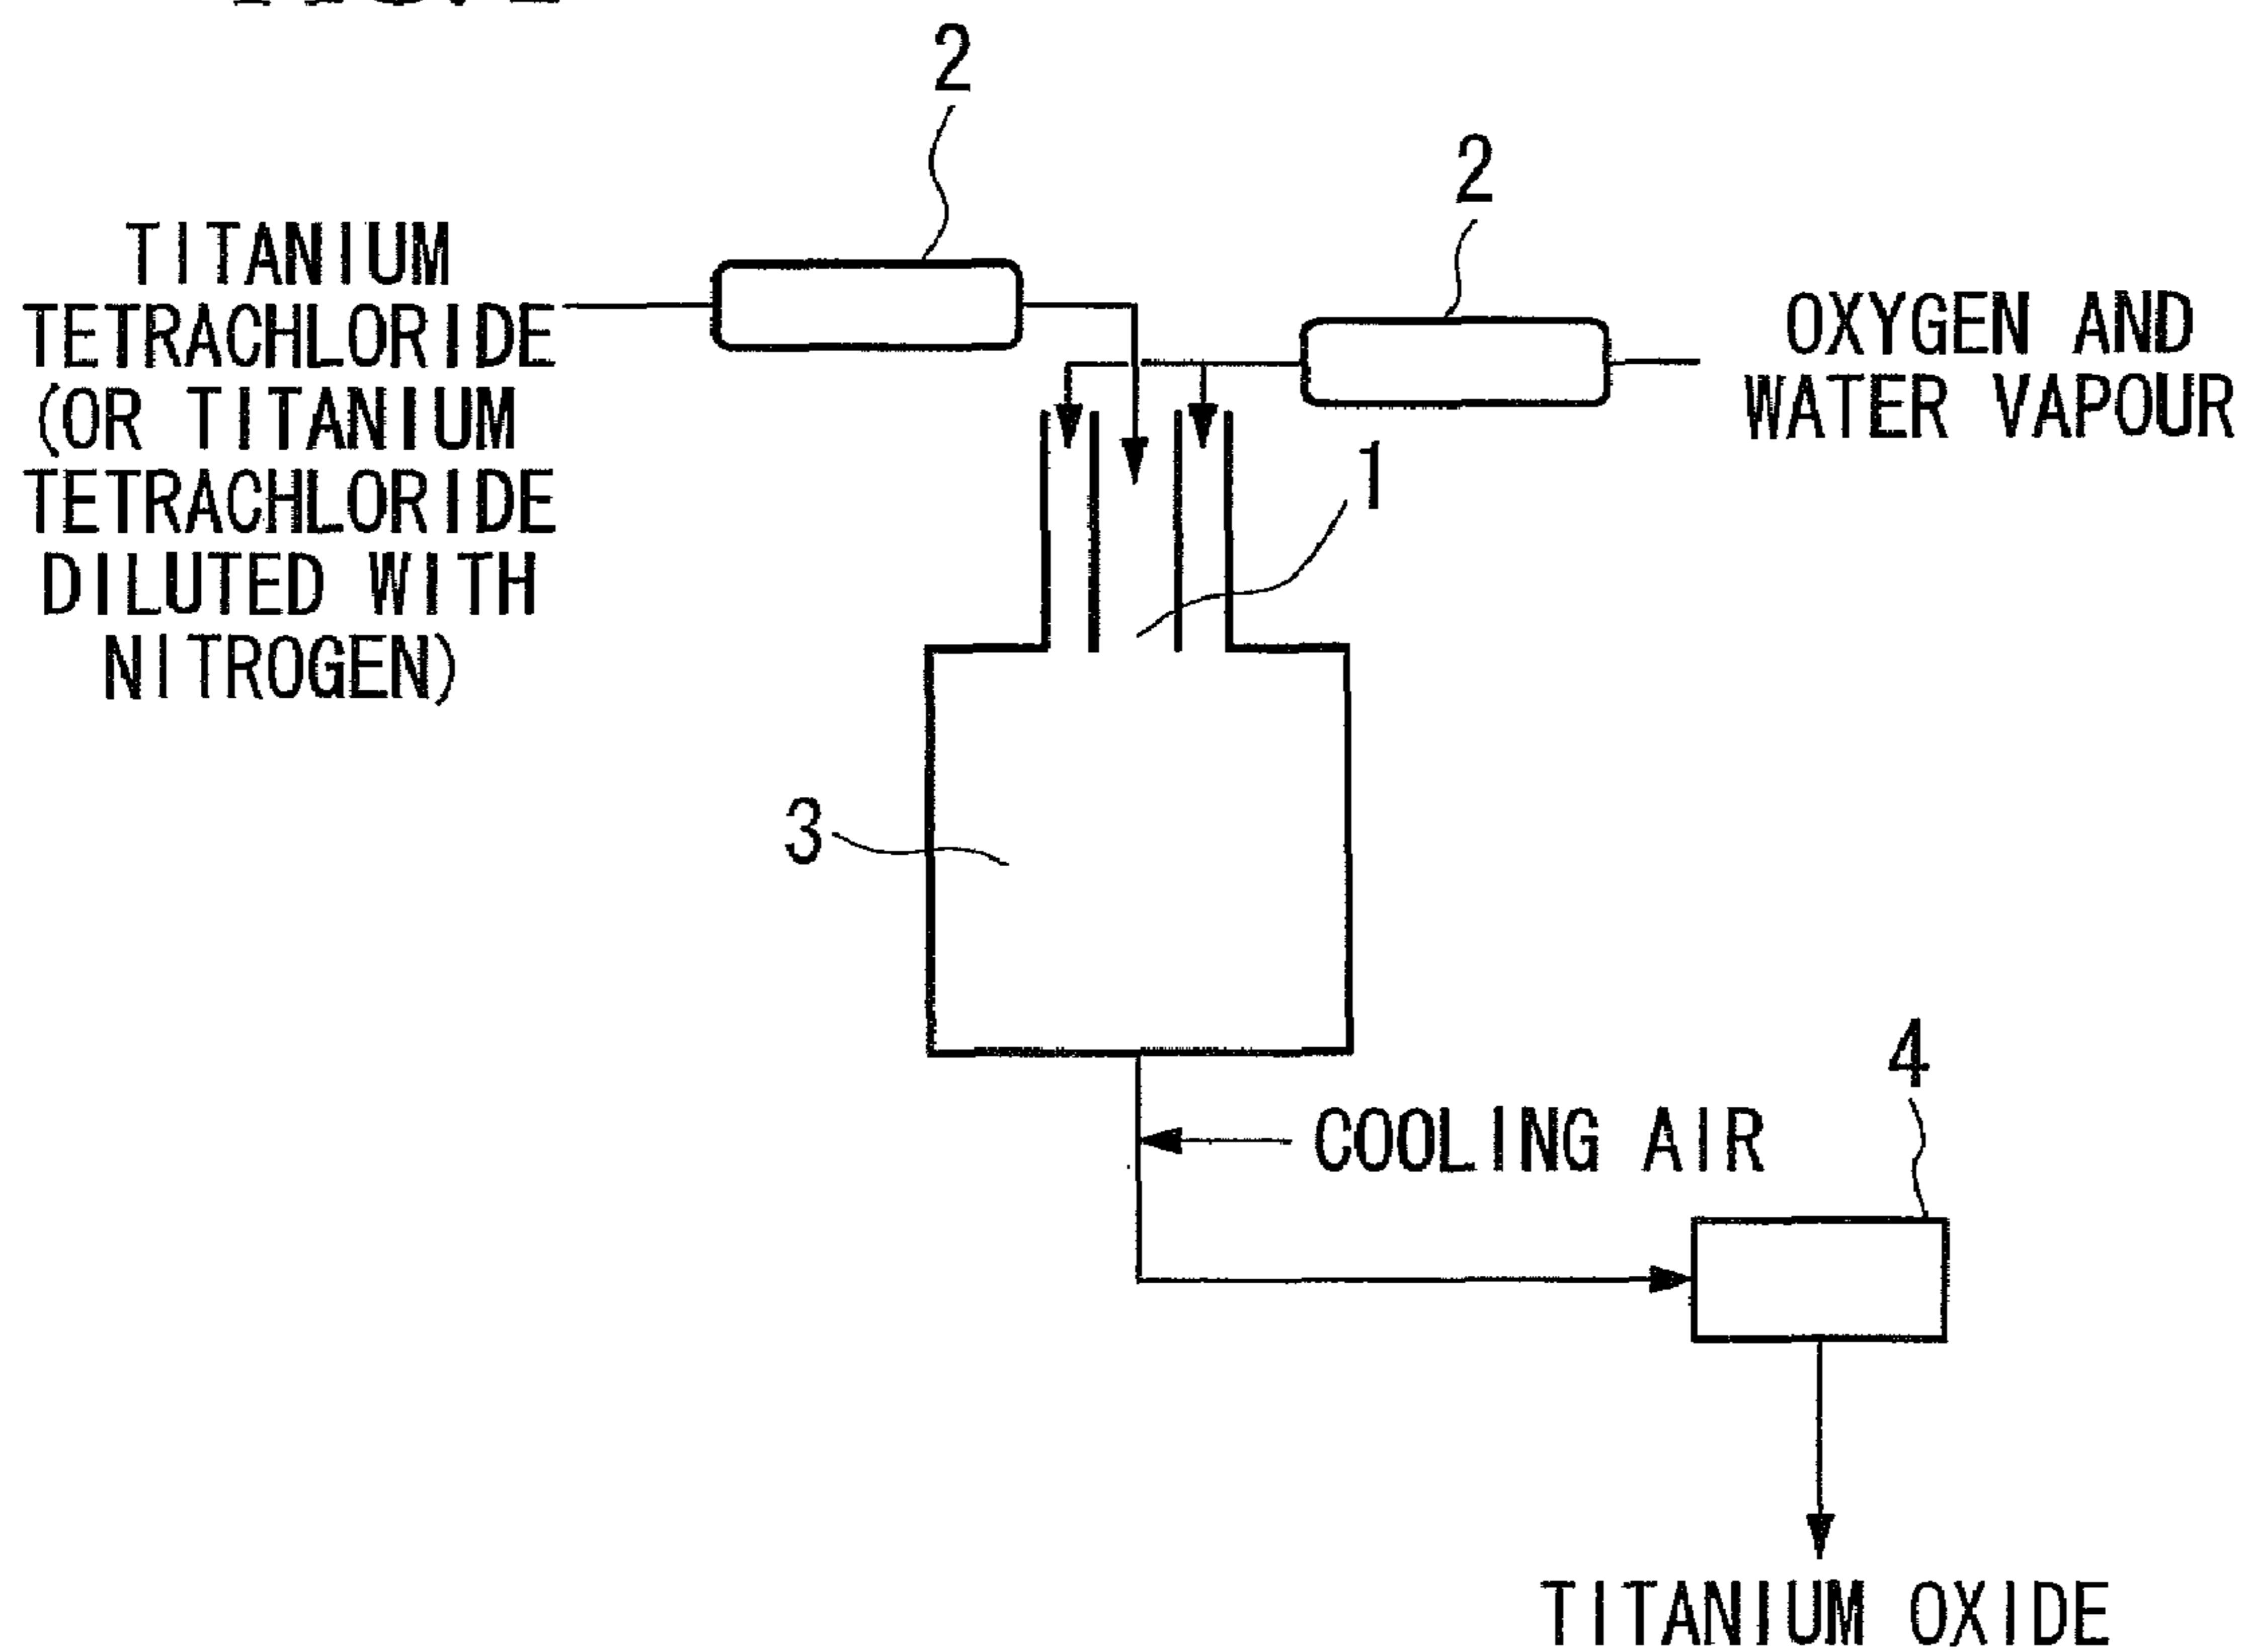 2
2
TITANIUM
TETRACHLORIDE
(OR TITANIUM
TETRACHLORIDE
DILUTED WITH
NITROGEN)
OXYGEN AND
WATER VAPOUR
1
3
4
COOLING AIR
TITANIUM OXIDE